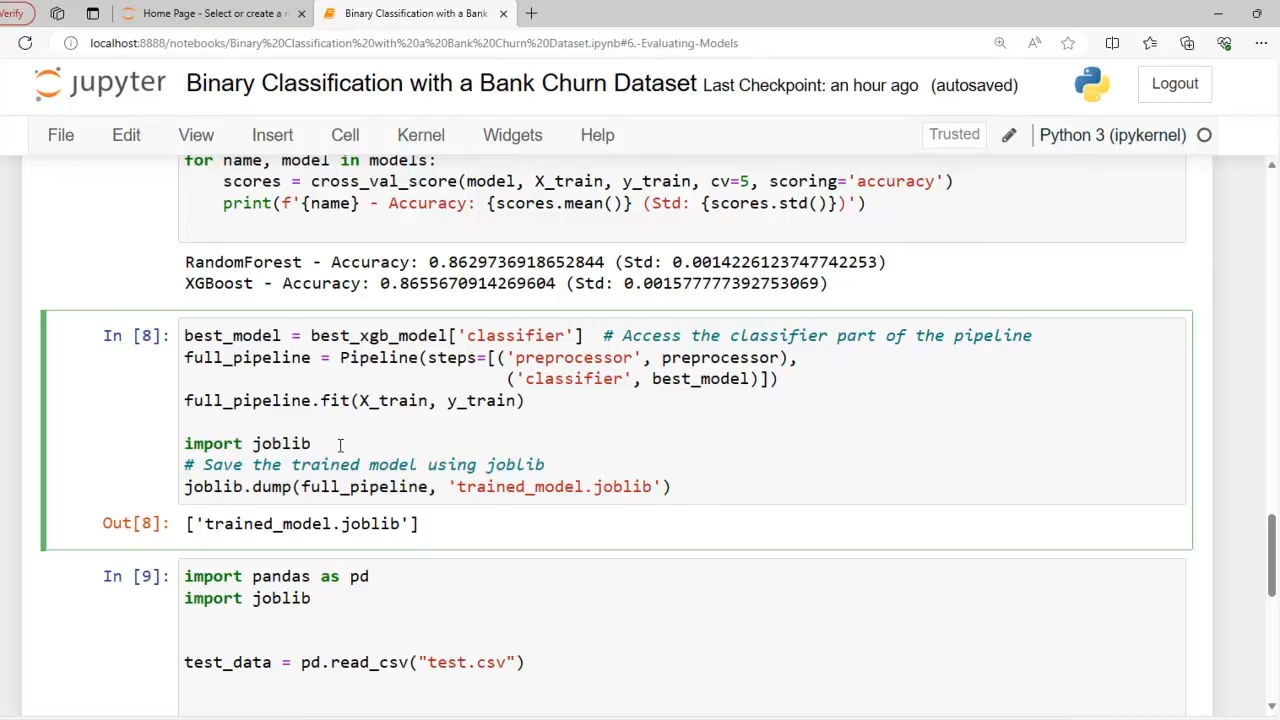 erify
Home Page - Select or create a n
Binary Classification with a Bank
localhost:8888/notebooks/Binary%20Classification%20with%20a%20Bank%20Churn%20Dataset.ipynb#6.-Evaluating-Models
jupyter Binary Classification with a Bank Churn Dataset Last Checkpoint: an hour ago (autosaved) Logout
File Edit View Insert Cell Kernel Widgets Help Trusted Python 3 (ipykernel)
for name, model in models:
scores = cross_val_score(model, X_train, y_train, cv=5, scoring='accuracy')
print(f'{name} - Accuracy: {scores.mean()} (Std: {scores.std()})')
RandomForest - Accuracy: 0.8629736918652844 (Std: 0.0014226123747742253)
XGBoost - Accuracy: 0.8655670914269604 (Std: 0.001577777392753069)
In [8]: best_model = best_xgb_model['classifier'] # Access the classifier part of the pipeline
full_pipeline = Pipeline(steps=[('preprocessor', preprocessor),
('classifier', best_model)])
full_pipeline.fit(X_train, y_train)
import joblib
# Save the trained model using joblib
joblib.dump(full_pipeline, 'trained_model.joblib')
Out[8]: ['trained_model.joblib']
In [9]: import pandas as pd
import joblib
test_data = pd.read_csv("test.csv")